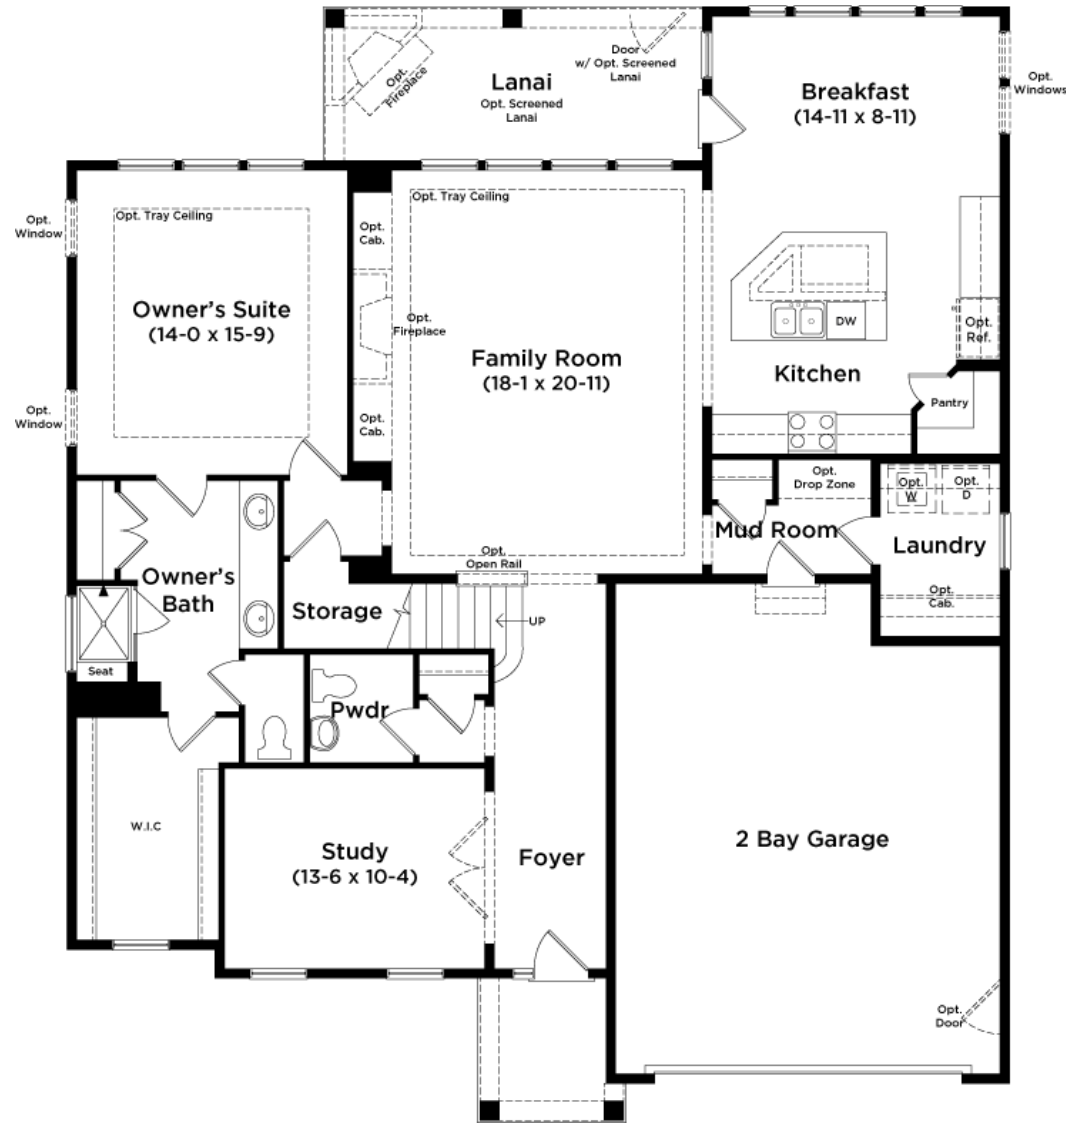 Door
w/ Opt. Screened
Lanai
Opt.
Fireplace
Lanai
Opt. Screened
Lanai
Breakfast
(14-11 x 8-11)
Opt.
Windows
Opt. Tray Ceiling
Opt. Tray Ceiling
Opt.
Window
Opt.
Cab.
Owner's Suite
(14-0 x 15-9)
Opt.
Fireplace
Family Room
(18-1 x 20-11)
DW
Opt.
Ref.
Kitchen
Pantry
Opt.
Window
Opt.
Cab.
Opt.
Drop Zone
Opt.
W
Opt.
D
Mud Room
Laundry
Opt.
Open Rail
Owner's
Bath
Storage
UP
Opt.
Cab.
Seat
Pwdr
W.I.C
Study
(13-6 x 10-4)
Foyer
2 Bay Garage
Opt.
Door